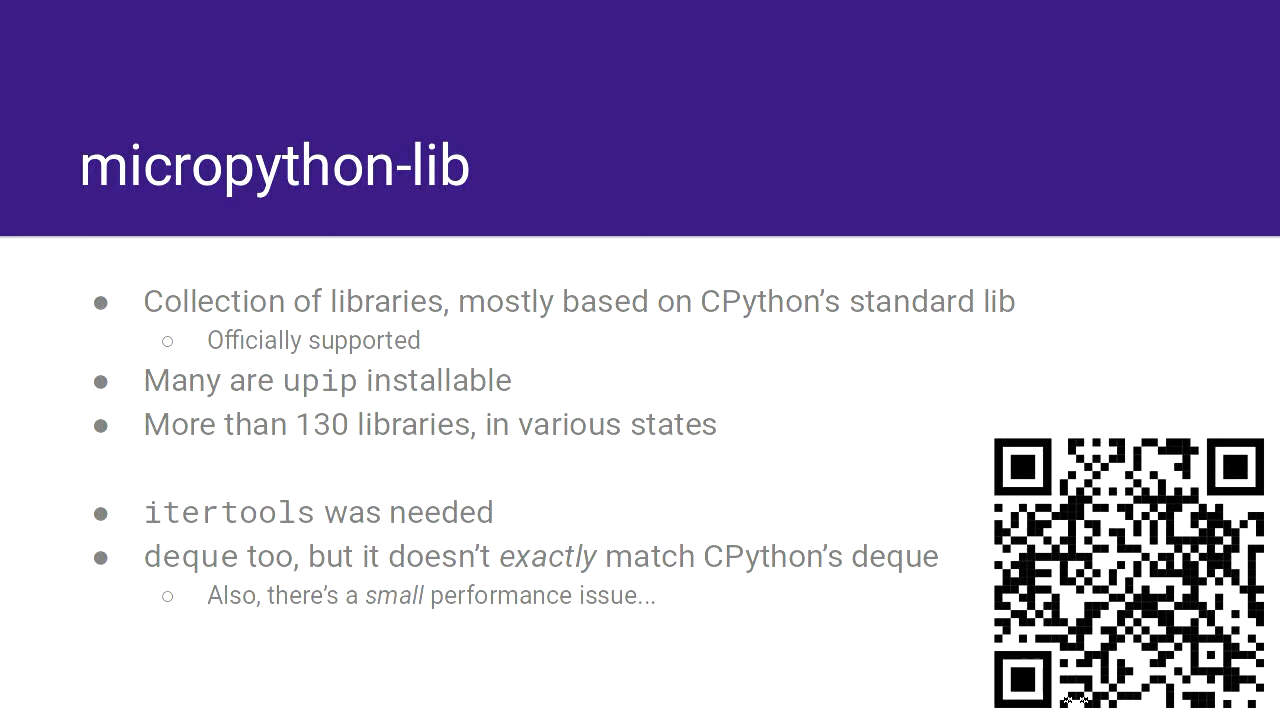 micropython-lib
● Collection of libraries, mostly based on CPython’s standard lib
○ Officially supported
● Many are upip installable
● More than 130 libraries, in various states
● itertools was needed
● deque too, but it doesn’t exactly match CPython’s deque
○ Also, there’s a small performance issue...